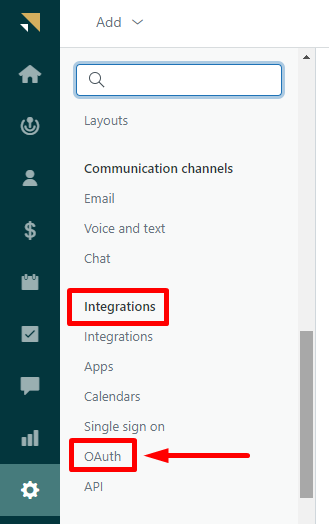 Add
Layouts
Communication channels
Email
Voice and text
Chat
Integrations
Integrations
Apps
Calendars
Single sign on
OAuth
API